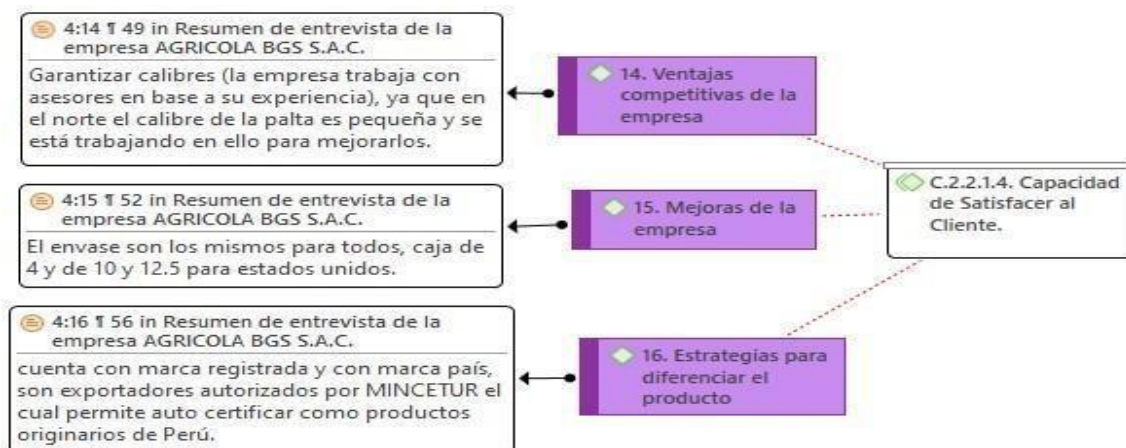 4:14 ¶ 49 in Resumen de entrevista de la
empresa AGRICOLA BGS S.A.C.
Garantizar calibres (la empresa trabaja con
asesores en base a su experiencia), ya que en
el norte el calibre de la palta es pequeña y se
está trabajando en ello para mejorarlos.
14. Ventajas
competitivas de la
empresa
4:15 ¶ 52 in Resumen de entrevista de la
empresa AGRICOLA BGS S.A.C.
El envase son los mismos para todos, caja de
4 y de 10 y 12.5 para estados unidos.
15. Mejoras de la
empresa
C.2.2.1.4. Capacidad
de Satisfacer al
Cliente.
4:16 ¶ 56 in Resumen de entrevista de la
empresa AGRICOLA BGS S.A.C.
cuenta con marca registrada y con marca país,
son exportadores autorizados por MINCETUR el
cual permite auto certificar como productos
originarios de Perú.
16. Estrategias para
diferenciar el
producto